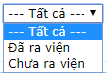 --- Tất cả ---
--- Tất cả ---
Đã ra viện
Chưa ra viện